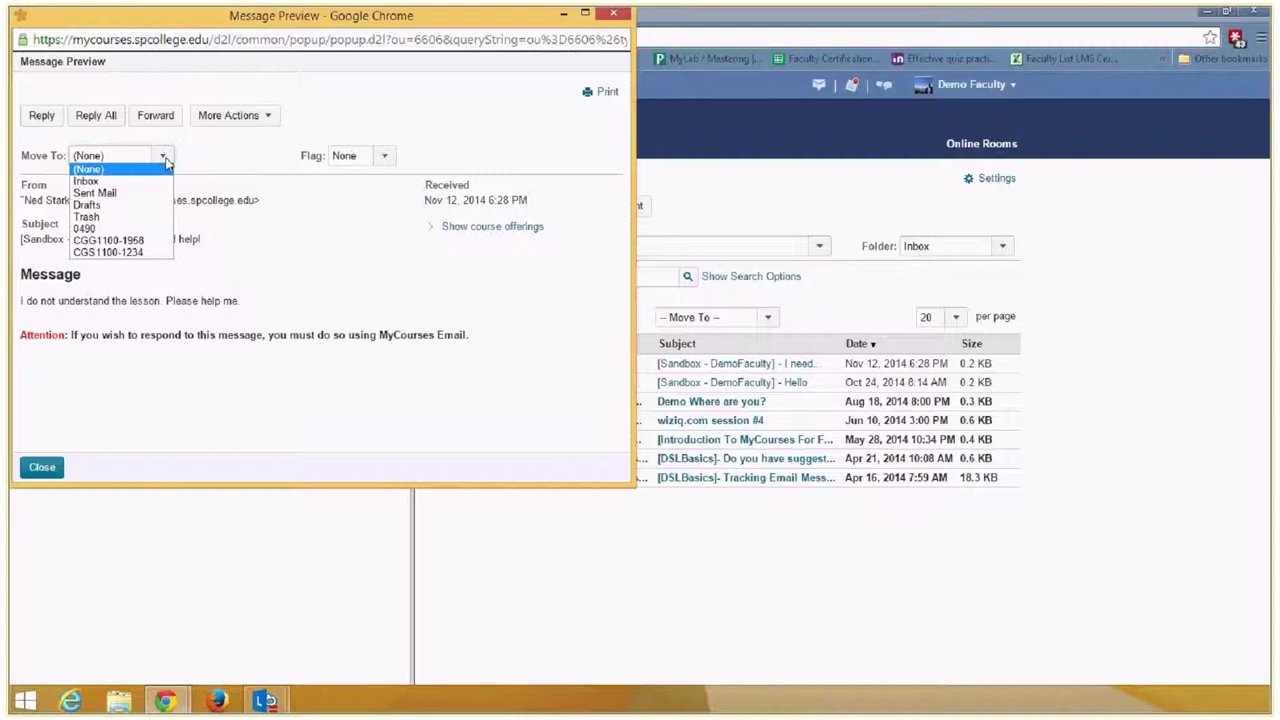 Message Preview - Google Chrome
https://mycourses.spcollege.edu/d2l/common/popup/popup.d2l?ou=6606&queryString=ou%3D6606%26ty
Message Preview
Print
Reply
Reply All
Forward
More Actions
Move To: (None)
Flag: None
(None)
Inbox
Sent Mail
Drafts
Trash
0490
CGG1100-1958
CGS1100-1234
From
"Ned Stark es.spcollege.edu>
Received
Nov 12, 2014 6:28 PM
Subject
[Sandbox - d help!
Show course offerings
Message
I do not understand the lesson. Please help me.
Attention: If you wish to respond to this message, you must do so using MyCourses Email.
Close
MyLab / Mastering |...
Faculty Certification...
Effective quiz practi...
Faculty List LMS Cer...
»
Other bookmarks
43
Demo Faculty
Online Rooms
Settings
nt
Folder: Inbox
Show Search Options
-- Move To --
20 per page
Subject Date Size
[Sandbox - DemoFaculty] - I need... Nov 12, 2014 6:28 PM 0.2 KB
[Sandbox - DemoFaculty] - Hello Oct 24, 2014 8:14 AM 0.2 KB
... Demo Where are you? Aug 18, 2014 8:00 PM 0.3 KB
... wiziq.com session #4 Jun 10, 2014 3:00 PM 0.6 KB
... [Introduction To MyCourses For F... May 28, 2014 10:34 PM 0.4 KB
... [DSLBasics]- Do you have suggest... Apr 21, 2014 10:08 AM 0.6 KB
... [DSLBasics]- Tracking Email Mess... Apr 16, 2014 7:59 AM 18.3 KB